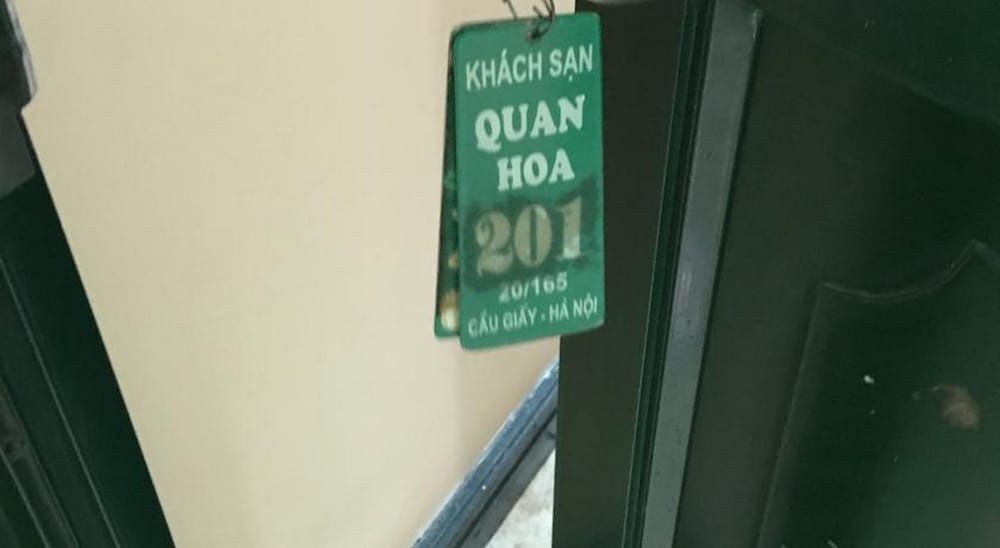 KHÁCH SẠN
QUAN
HOA
201
20/165
CẦU GIẤY - HÀ NỘI